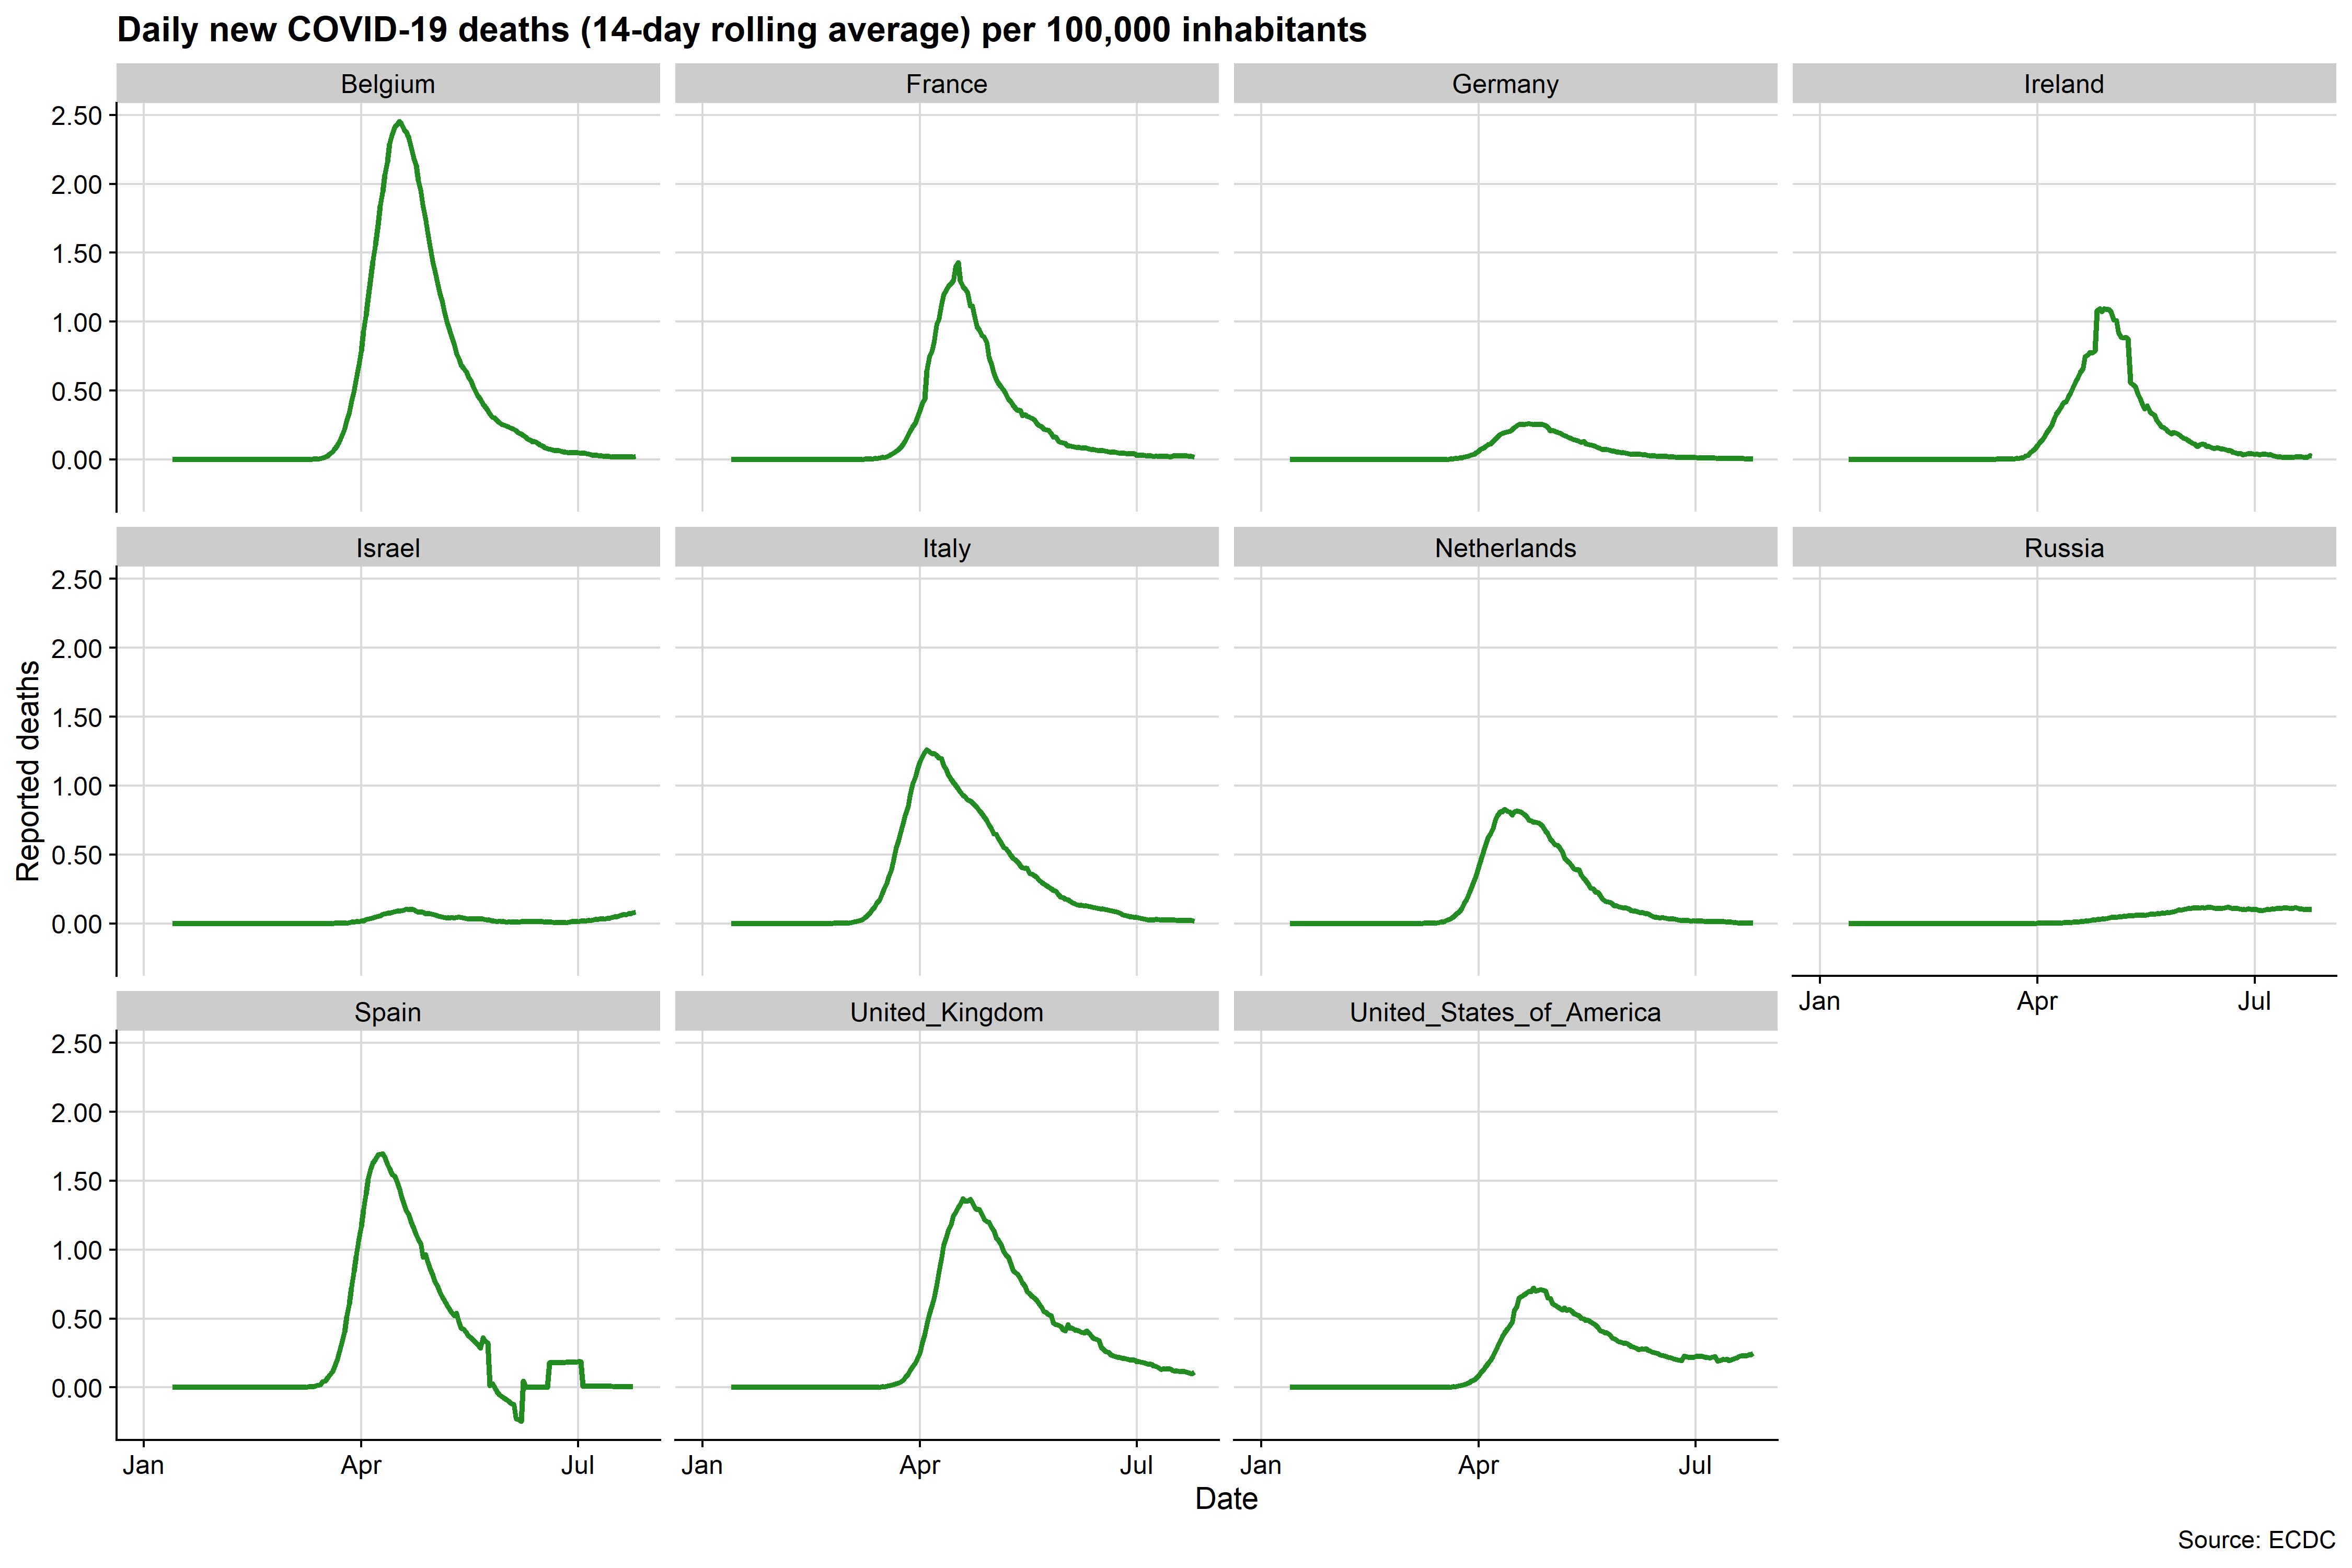 Daily new COVID-19 deaths (14-day rolling average) per 100,000 inhabitants
Belgium France Germany Ireland
2.50
2.00
1.50
1.00
0.50
0.00
Israel Italy Netherlands Russia
2.50
2.00
1.50
1.00
0.50
0.00
Jan Apr Jul
Reported deaths
Spain United_Kingdom United_States_of_America
2.50
2.00
1.50
1.00
0.50
0.00
Jan Apr Jul Jan Apr Jul Jan Apr Jul
Date
Source: ECDC